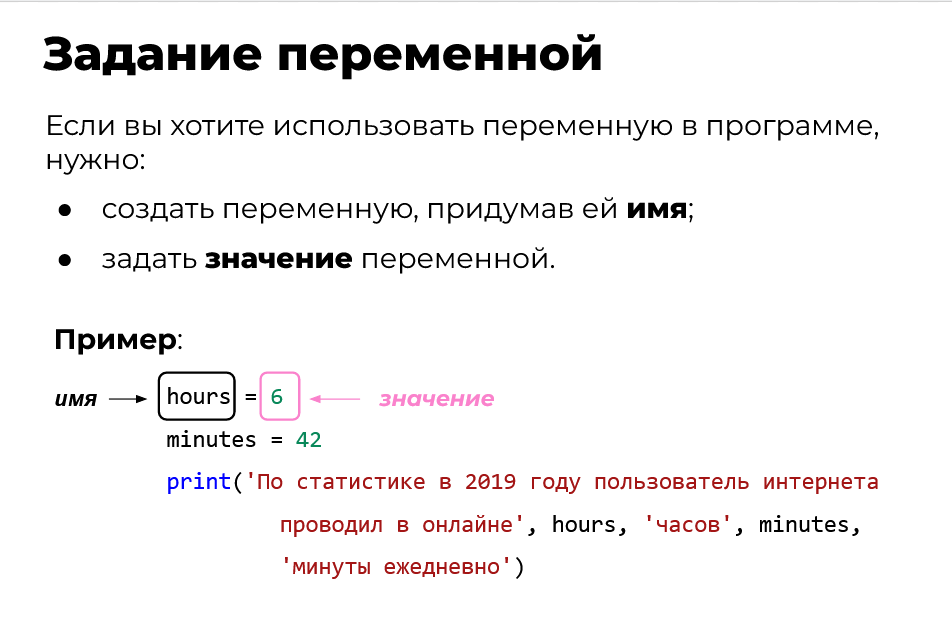 Задание переменной
Если вы хотите использовать переменную в программе,
нужно:
● создать переменную, придумав ей имя;
● задать значение переменной.
Пример:
имя hours = 6 значение
minutes = 42
print('По статистике в 2019 году пользователь интернета
проводил в онлайне', hours, 'часов', minutes,
'минуты ежедневно')